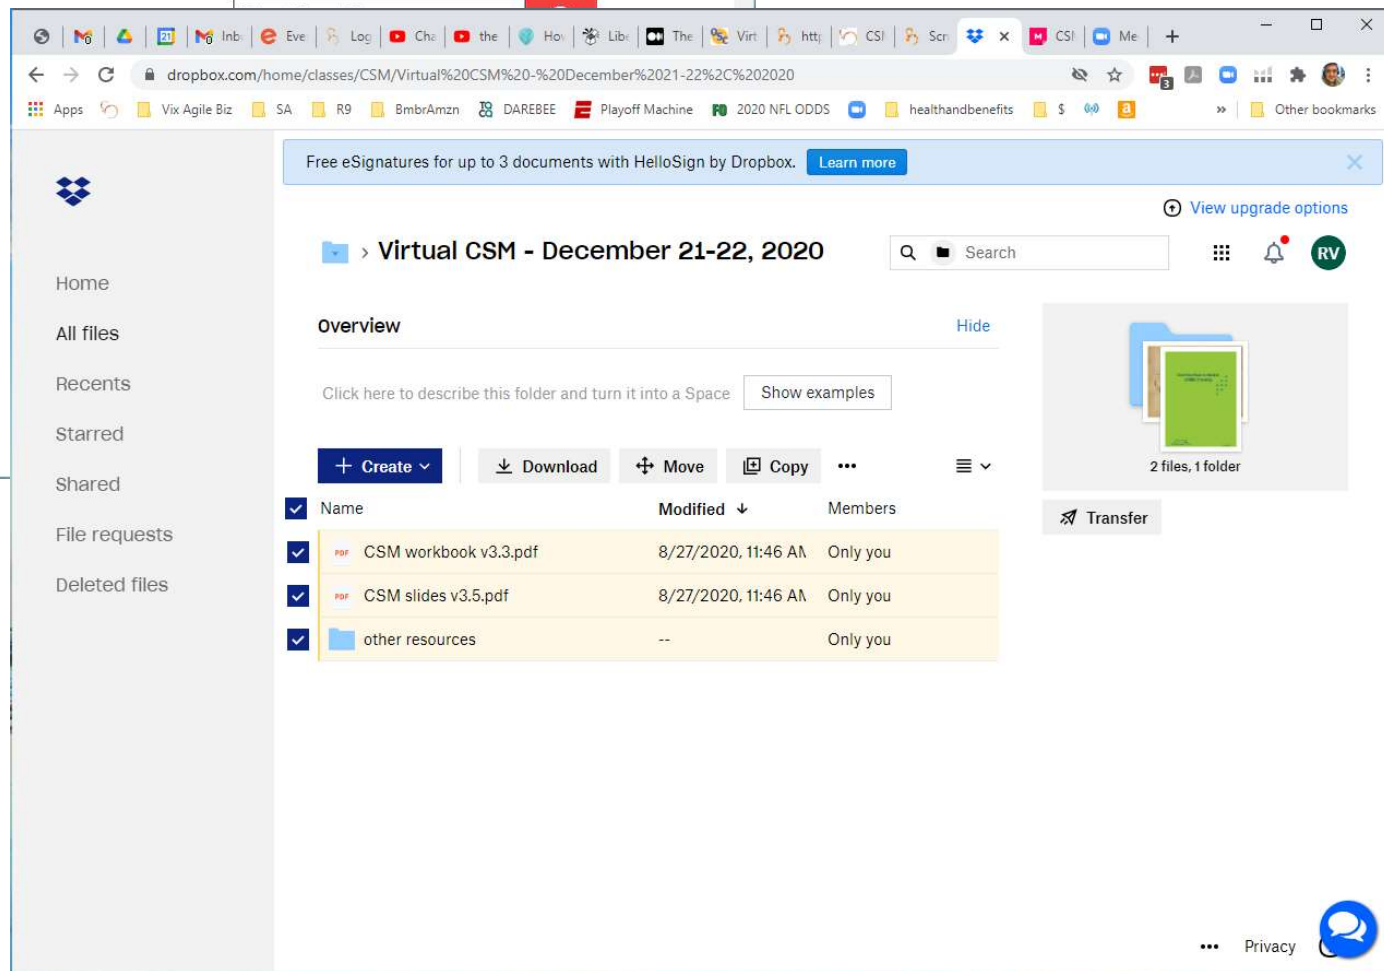 21 Inb Eve Log Cha the How Libe The Virt http CSI Scr CSI Me
dropbox.com/home/classes/CSM/Virtual%20CSM%20-%20December%2021-22%2C%202020 3
Apps Vix Agile Biz SA R9 BmbrAmzn DAREBEE Playoff Machine 2020 NFL ODDS healthandbenefits $ a » Other bookmarks
Free eSignatures for up to 3 documents with HelloSign by Dropbox. Learn more
View upgrade options
› Virtual CSM - December 21-22, 2020 Search RV
Home
All files
Recents
Starred
Shared
File requests
Deleted files
Overview Hide
Click here to describe this folder and turn it into a Space Show examples
+ Create Download Move Copy •••
2 files, 1 folder
Transfer
Name Modified Members
PDF CSM workbook v3.3.pdf 8/27/2020, 11:46 AM Only you
PDF CSM slides v3.5.pdf 8/27/2020, 11:46 AM Only you
other resources -- Only you
••• Privacy